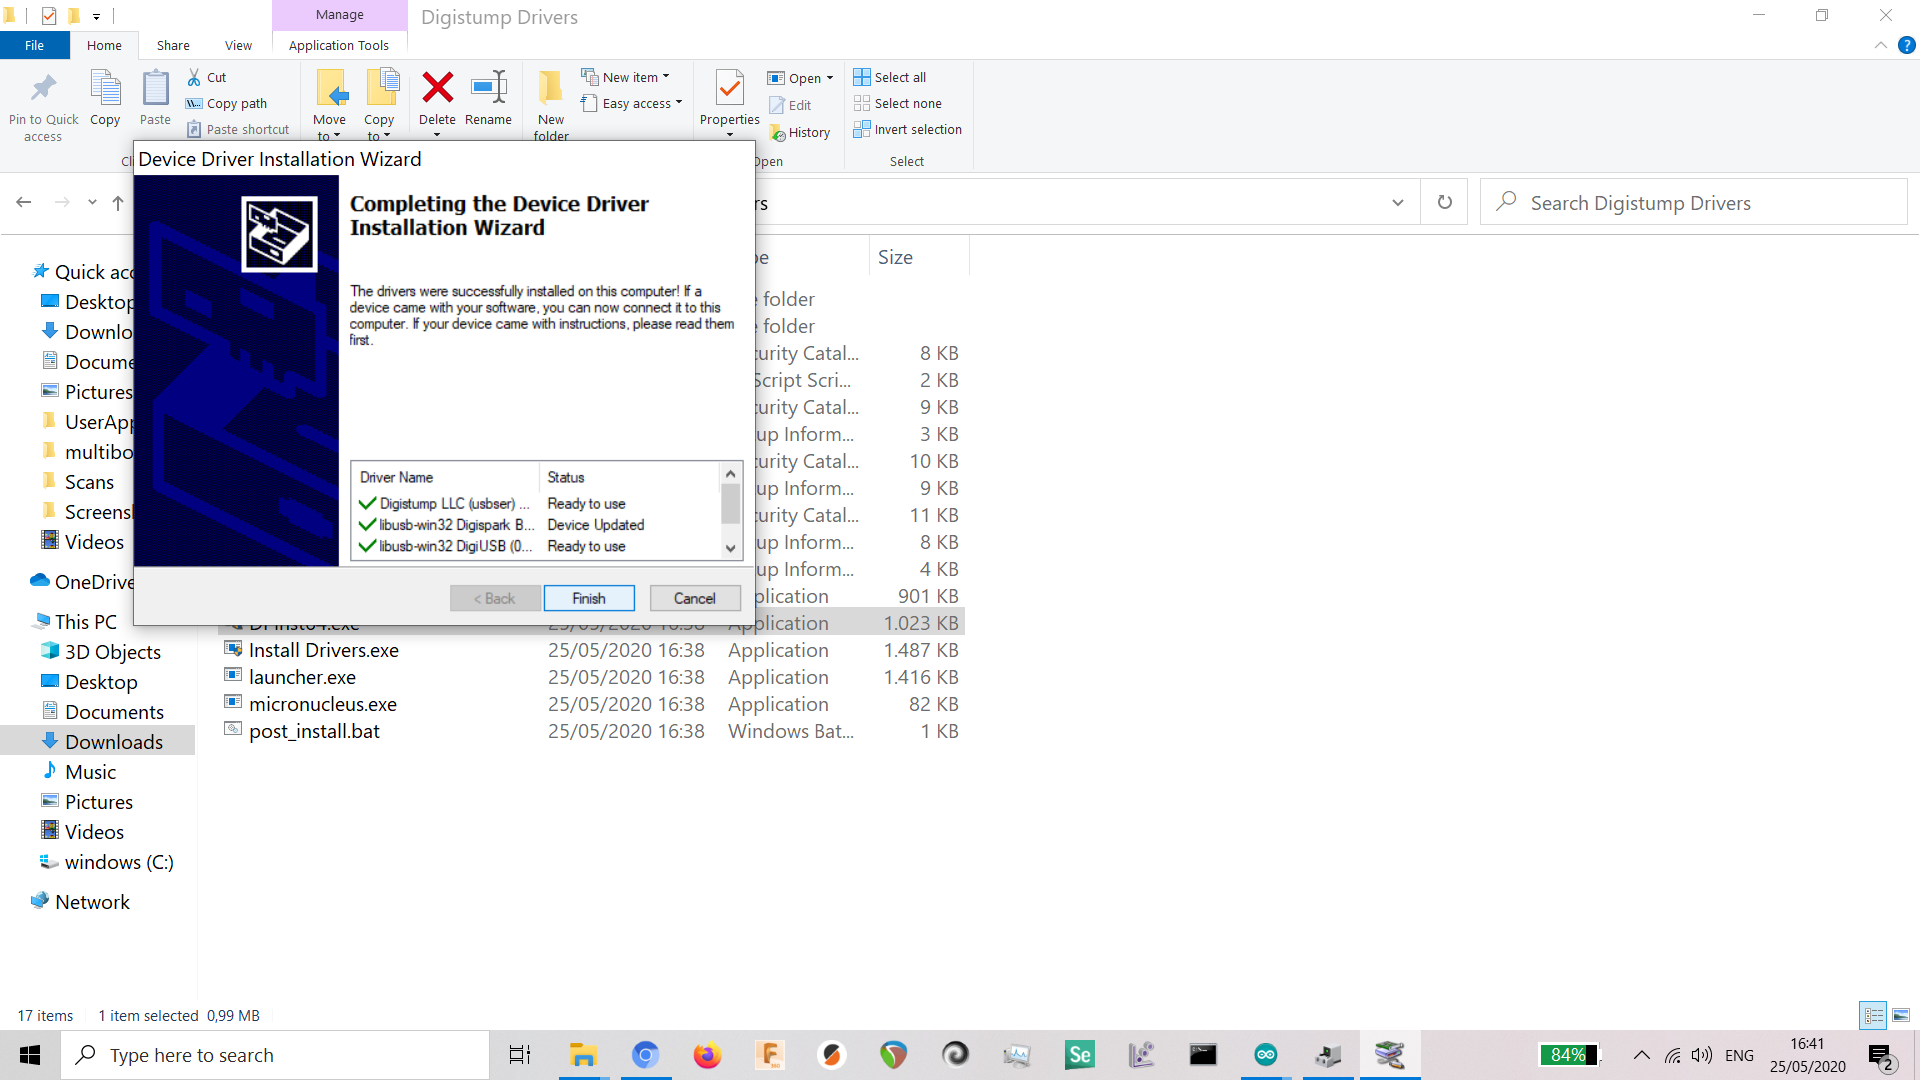 Manage
Digistump Drivers
File
Home
Share
View
Application Tools
Pin to Quick access
Copy
Paste
Cut
Copy path
Paste shortcut
Move to
Copy to
Delete
Rename
New folder
New item
Easy access
Properties
Open
Edit
History
Select all
Select none
Invert selection
Select
Device Driver Installation Wizard
Search Digistump Drivers
Completing the Device Driver
Installation Wizard
The drivers were successfully installed on this computer! If a
device came with your software, you can now connect it to this
computer. If your device came with instructions, please read them
first.
Driver Name Status
Digistump LLC (usbser) ... Ready to use
libusb-win32 Digispark B... Device Updated
libusb-win32 DigiUSB (0... Ready to use
< Back
Finish
Cancel
Size
folder
folder
Catal... 8 KB
Script Scri... 2 KB
Catal... 9 KB
Inform... 3 KB
Catal... 10 KB
Inform... 9 KB
Catal... 11 KB
Inform... 8 KB
Inform... 4 KB
901 KB
Application 1.023 KB
Install Drivers.exe 25/05/2020 16:38 Application 1.487 KB
launcher.exe 25/05/2020 16:38 Application 1.416 KB
micronucleus.exe 25/05/2020 16:38 Application 82 KB
post_install.bat 25/05/2020 16:38 Windows Bat... 1 KB
Quick acc
Desktop
Downlo
Docume
Pictures
UserApp
multibo
Scans
Screensh
Videos
OneDrive
This PC
3D Objects
Desktop
Documents
Downloads
Music
Pictures
Videos
windows (C:)
Network
17 items 1 item selected 0,99 MB
Type here to search
Se
84%
ENG
16:41
25/05/2020
2